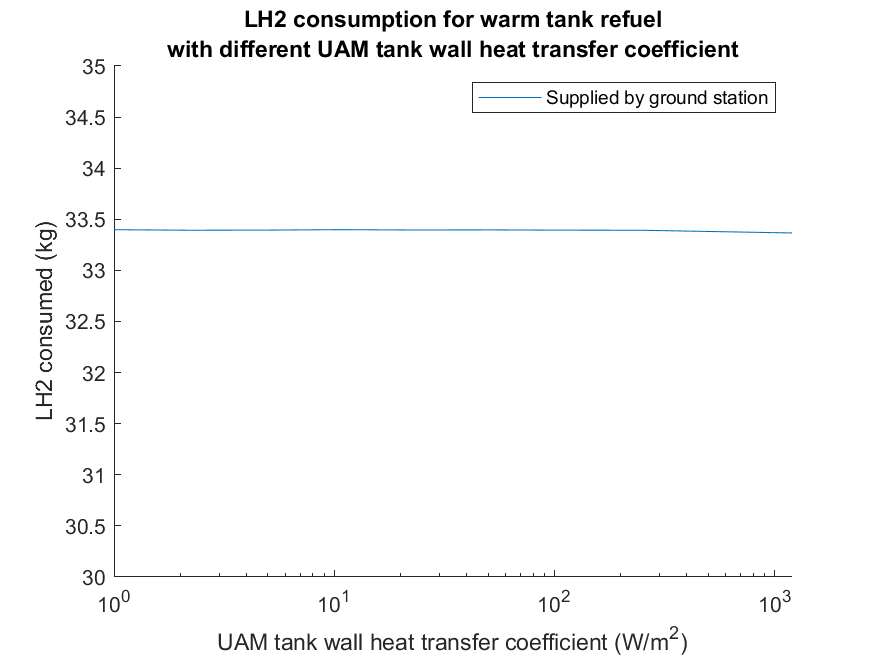 LH2 consumption for warm tank refuel
with different UAM tank wall heat transfer coefficient
Supplied by ground station
LH2 consumed (kg)
35
34.5
34
33.5
33
32.5
32
31.5
31
30.5
30
10^0 10^1 10^2 10^3
UAM tank wall heat transfer coefficient (W/m^2)